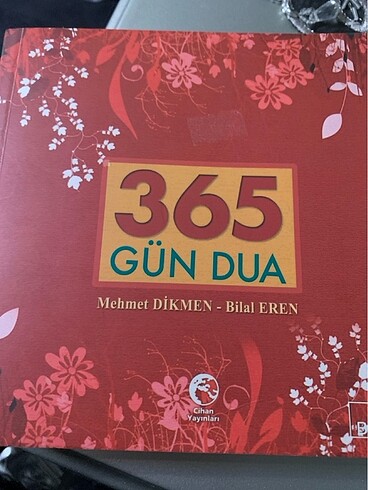 365
GÜN DUA
Mehmet DİKMEN - Bilal EREN
Cihan
Yayınları